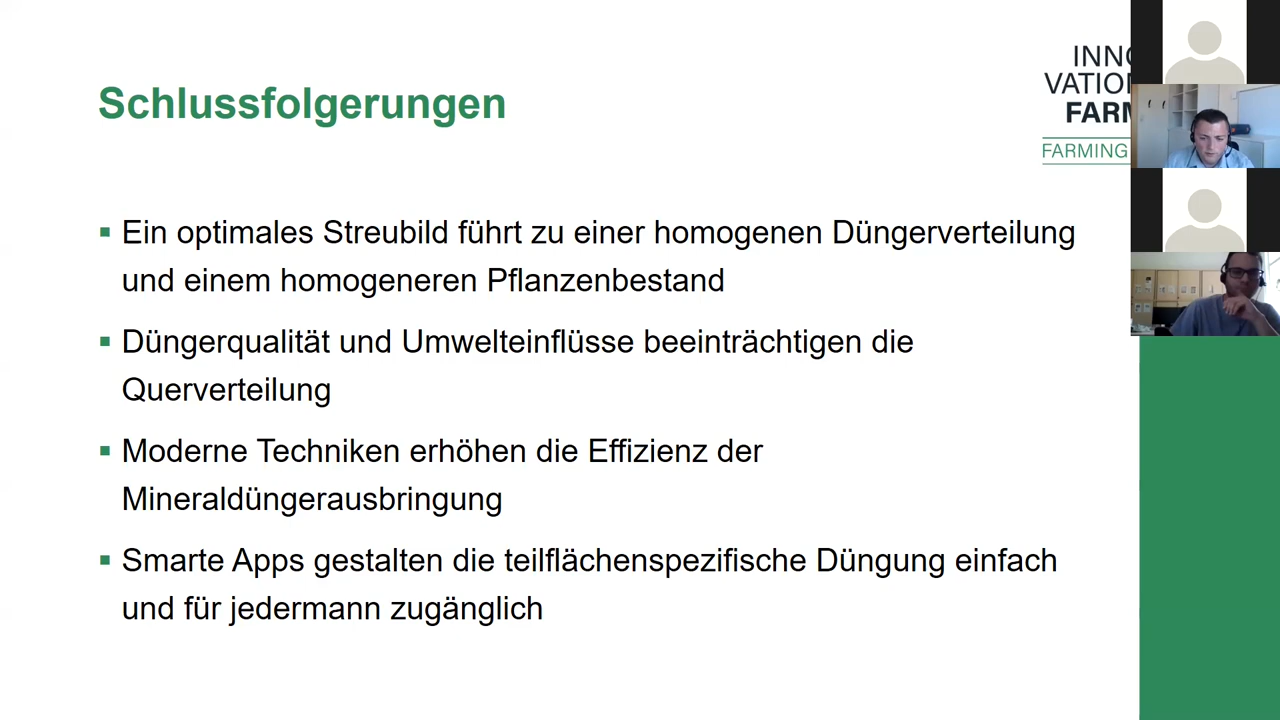 Schlussfolgerungen
INNO
VATION
FARM
FARMING
Ein optimales Streubild führt zu einer homogenen Düngerverteilung
und einem homogeneren Pflanzenbestand
Düngerqualität und Umwelteinflüsse beeinträchtigen die
Querverteilung
Moderne Techniken erhöhen die Effizienz der
Mineraldüngerausbringung
Smarte Apps gestalten die teilflächenspezifische Düngung einfach
und für jedermann zugänglich